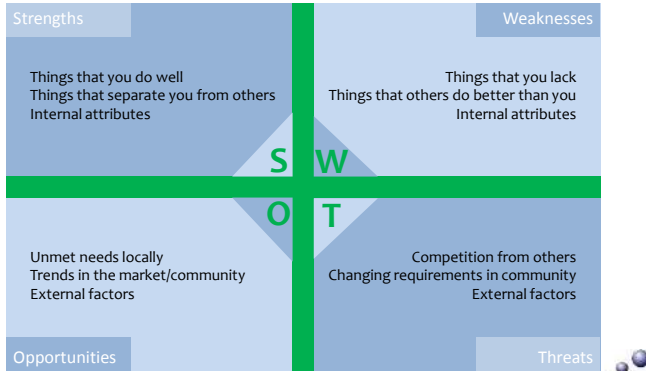 Strengths
Weaknesses
Things that you do well
Things that separate you from others
Internal attributes
Things that you lack
Things that others do better than you
Internal attributes
S W
O T
Unmet needs locally
Trends in the market/community
External factors
Competition from others
Changing requirements in community
External factors
Opportunities
Threats